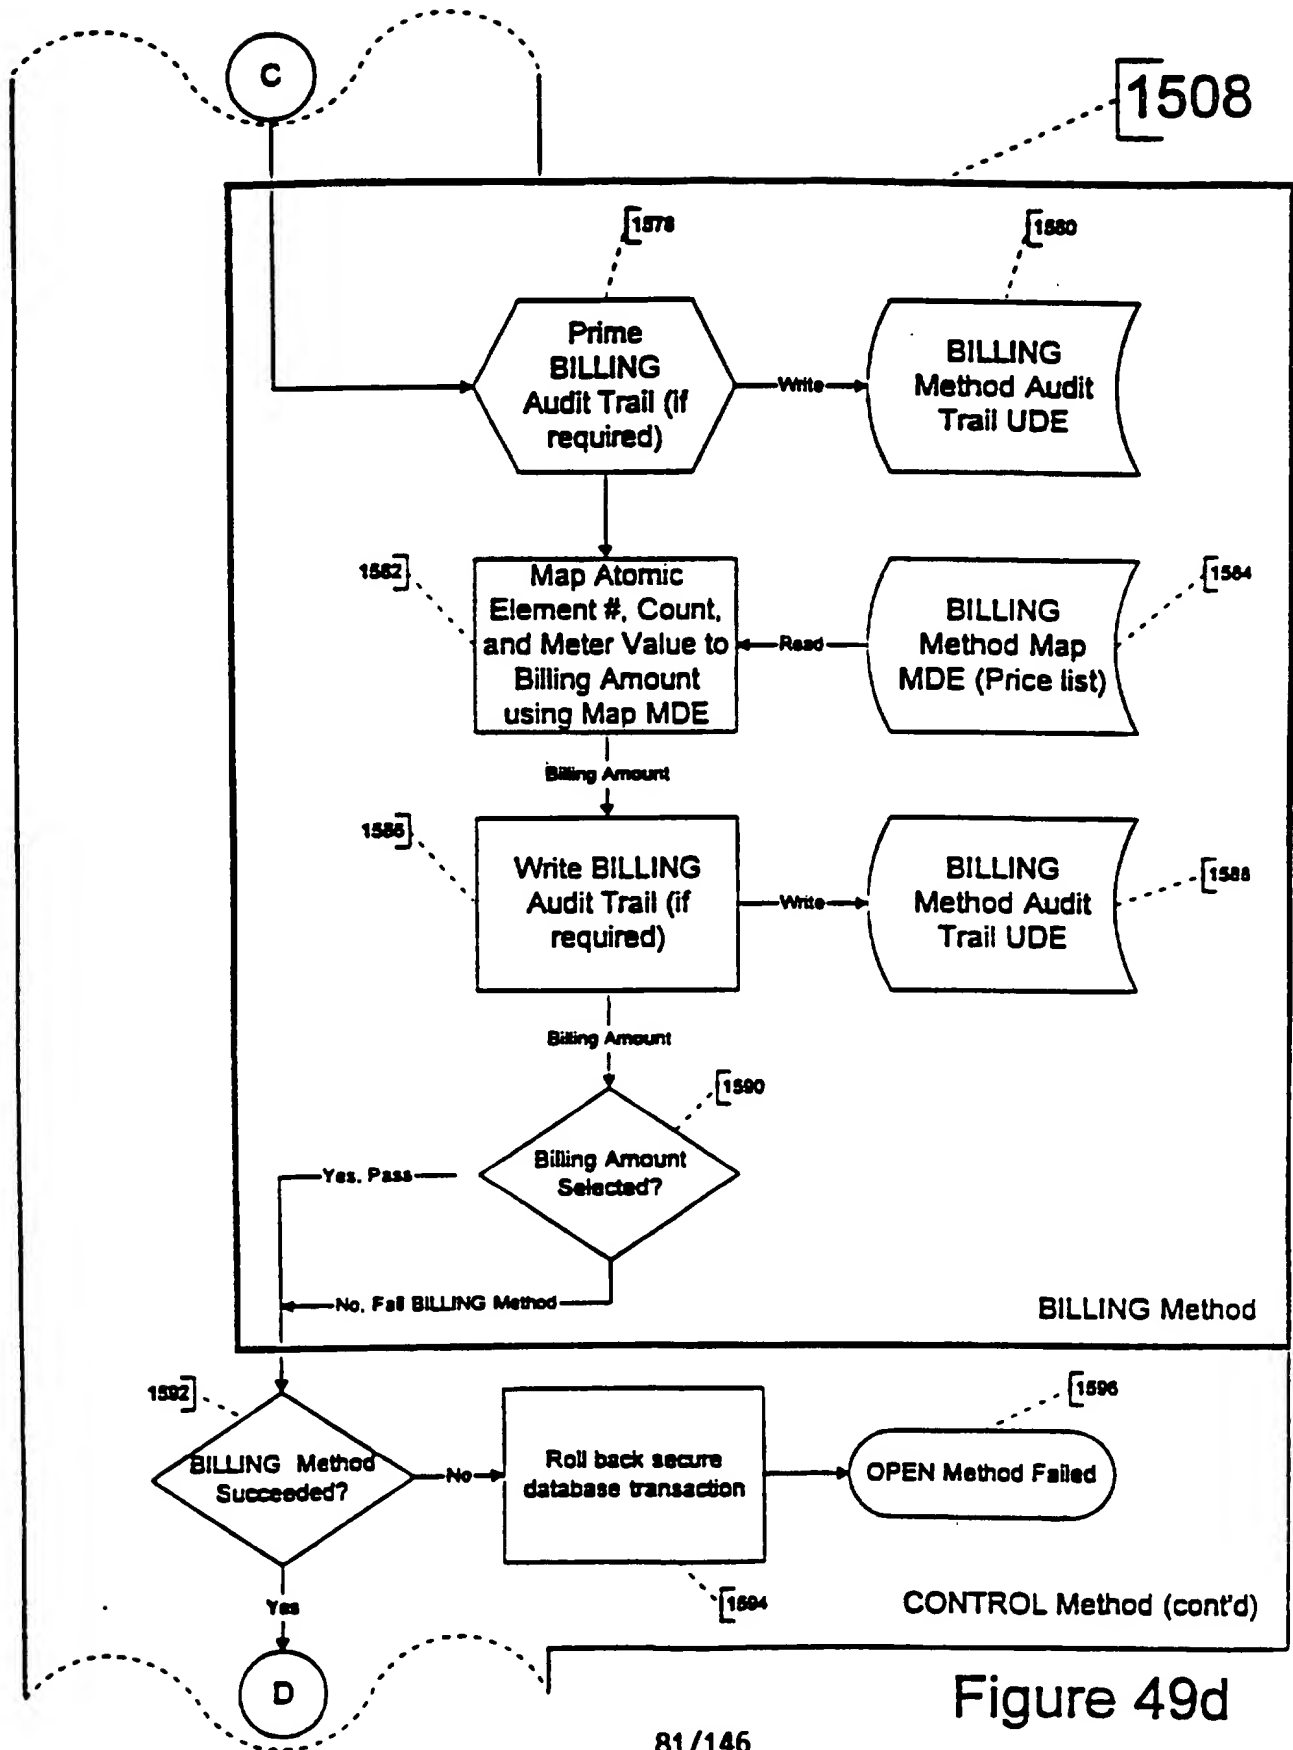 C
1508
1578
1580
Prime
BILLING
Audit Trail (if
required)
Write
BILLING
Method Audit
Trail UDE
1582
Map Atomic
Element #, Count,
and Meter Value to
Billing Amount
using Map MDE
Read
BILLING
Method Map
MDE (Price list)
1584
Billing Amount
1586
Write BILLING
Audit Trail (if
required)
Write
BILLING
Method Audit
Trail UDE
1588
Billing Amount
1590
Billing Amount
Selected?
Yes, Pass
No, Fail BILLING Method
BILLING Method
1592
BILLING Method
Succeeded?
No
Roll back secure
database transaction
1596
OPEN Method Failed
1594
Yes
CONTROL Method (cont'd)
D
Figure 49d
81/146